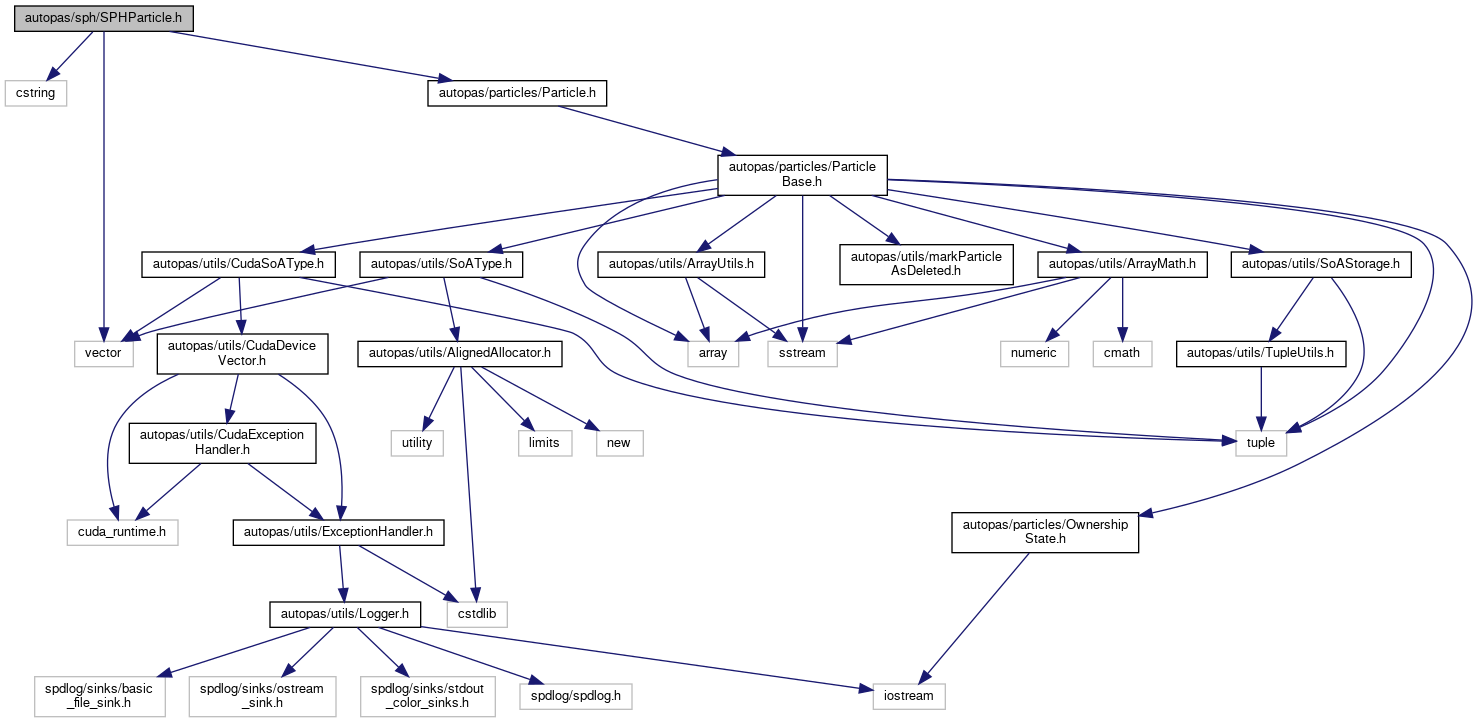 autopas/sph/SPHParticle.h
cstring
autopas/particles/Particle.h
autopas/particles/Particle
Base.h
autopas/utils/CudaSoAType.h
autopas/utils/SoAType.h
autopas/utils/ArrayUtils.h
autopas/utils/markParticle
AsDeleted.h
autopas/utils/ArrayMath.h
autopas/utils/SoAStorage.h
vector
autopas/utils/CudaDevice
Vector.h
autopas/utils/AlignedAllocator.h
array
sstream
numeric
cmath
autopas/utils/TupleUtils.h
autopas/utils/CudaException
Handler.h
utility
limits
new
tuple
cuda_runtime.h
autopas/utils/ExceptionHandler.h
autopas/particles/Ownership
State.h
autopas/utils/Logger.h
cstdlib
spdlog/sinks/basic
_file_sink.h
spdlog/sinks/ostream
_sink.h
spdlog/sinks/stdout
_color_sinks.h
spdlog/spdlog.h
iostream